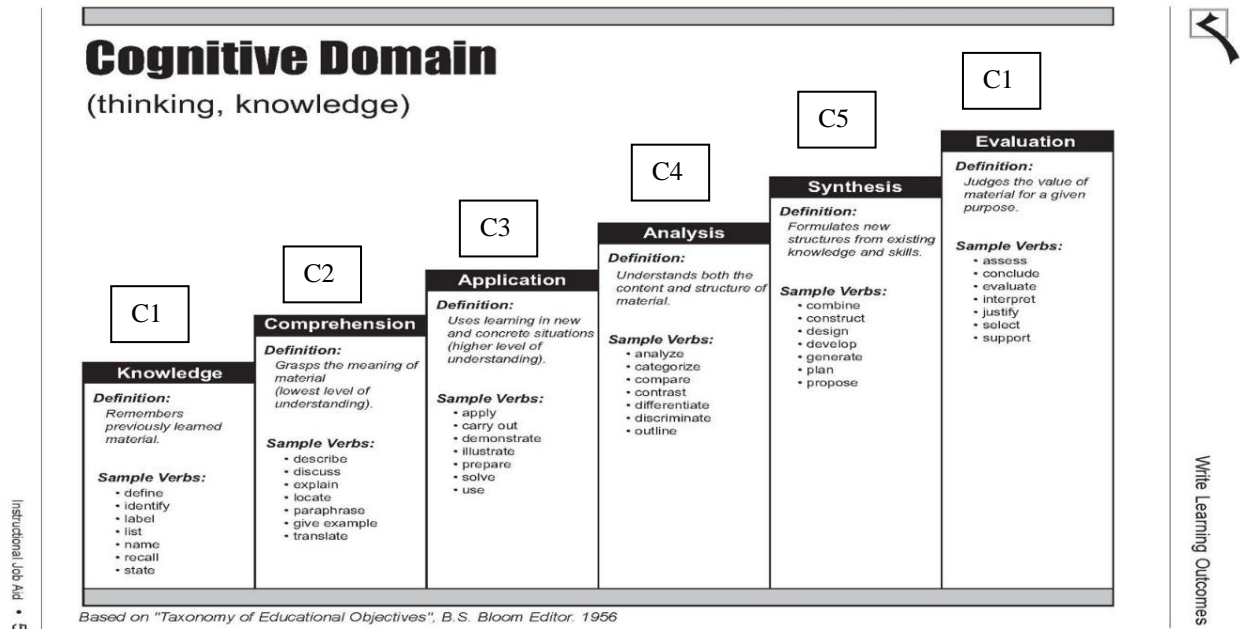 Cognitive Domain
(thinking, knowledge)
C1
Knowledge
Definition:
Remembers
previously learned
material.
Sample Verbs:
• define
• identify
• label
• list
• name
• recall
• state
C2
Comprehension
Definition:
Grasps the meaning of
material
(lowest level of
understanding).
Sample Verbs:
• describe
• discuss
• explain
• locate
• paraphrase
• give example
• translate
C3
Application
Definition:
Uses learning in new
and concrete situations
(higher level of
understanding).
Sample Verbs:
• apply
• carry out
• demonstrate
• illustrate
• prepare
• solve
• use
C4
Analysis
Definition:
Understands both the
content and structure of
material.
Sample Verbs:
• analyze
• categorize
• compare
• contrast
• differentiate
• discriminate
• outline
C5
Synthesis
Definition:
Formulates new
structures from existing
knowledge and skills.
Sample Verbs:
• combine
• construct
• design
• develop
• generate
• plan
• propose
C1
Evaluation
Definition:
Judges the value of
material for a given
purpose.
Sample Verbs:
• assess
• conclude
• evaluate
• interpret
• justify
• select
• support
Based on "Taxonomy of Educational Objectives", B.S. Bloom Editor. 1956
Write Learning Outcomes
Instructional Job Aid •